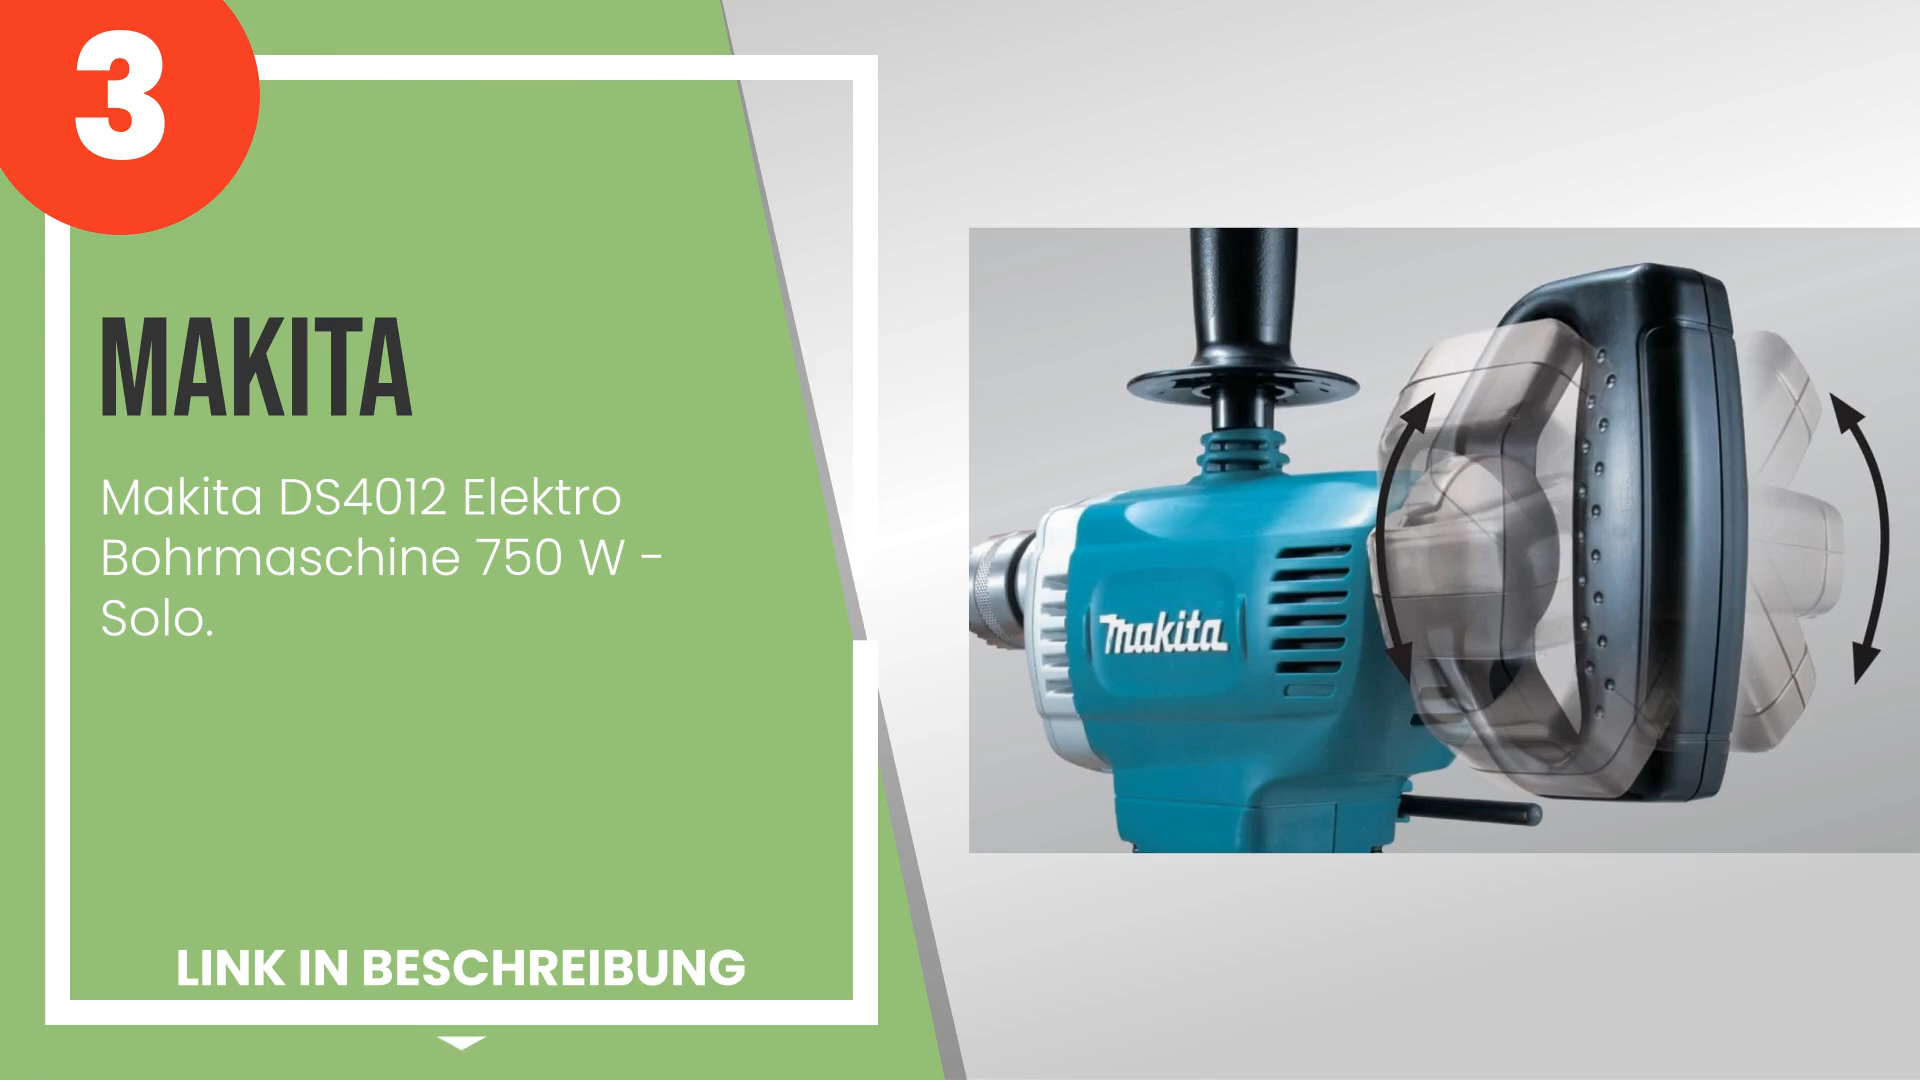 3
MAKITA
Makita DS4012 Elektro
Bohrmaschine 750 W -
Solo.
LINK IN BESCHREIBUNG
makita